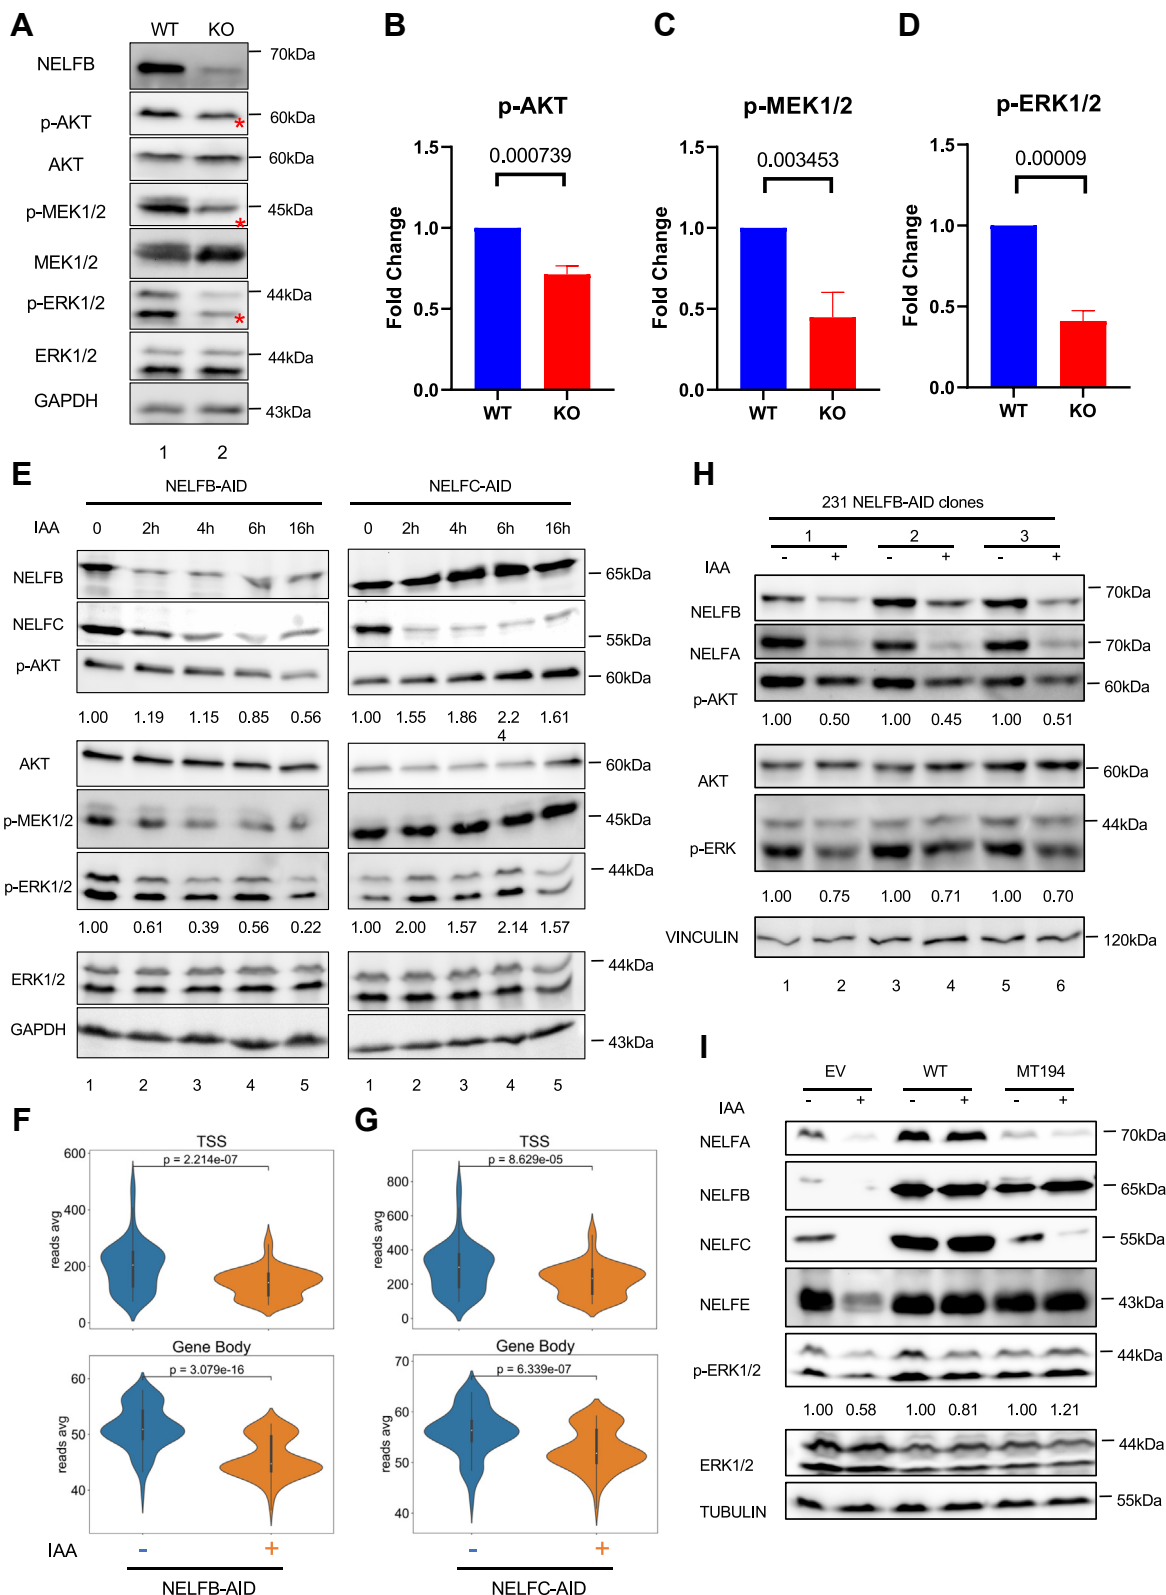 A
WT KO
NELFB
70kDa
p-AKT
60kDa
*
AKT
60kDa
p-MEK1/2
45kDa
*
MEK1/2
p-ERK1/2
44kDa
*
ERK1/2
44kDa
GAPDH
43kDa
1 2
B
p-AKT
Fold Change
1.5
1.0
0.5
0.0
0.000739
WT KO
C
p-MEK1/2
Fold Change
1.5
1.0
0.5
0.0
0.003453
WT KO
D
p-ERK1/2
Fold Change
1.5
1.0
0.5
0.0
0.00009
WT KO
E
NELFB-AID NELFC-AID
IAA 0 2h 4h 6h 16h 0 2h 4h 6h 16h
NELFB
65kDa
NELFC
55kDa
p-AKT
60kDa
1.00 1.19 1.15 0.85 0.56 1.00 1.55 1.86 2.2 1.61
4
AKT
60kDa
p-MEK1/2
45kDa
p-ERK1/2
44kDa
1.00 0.61 0.39 0.56 0.22 1.00 2.00 1.57 2.14 1.57
ERK1/2
44kDa
GAPDH
43kDa
1 2 3 4 5 1 2 3 4 5
F
TSS
p = 2.214e-07
reads avg
600
400
200
0
Gene Body
p = 3.079e-16
reads avg
60
50
40
IAA - +
NELFB-AID
G
TSS
p = 8.629e-05
reads avg
800
600
400
200
0
Gene Body
p = 6.339e-07
reads avg
70
60
50
40
- +
NELFC-AID
H
231 NELFB-AID clones
1 2 3
IAA - + - + - +
NELFB
70kDa
NELFA
70kDa
p-AKT
60kDa
1.00 0.50 1.00 0.45 1.00 0.51
AKT
60kDa
p-ERK
44kDa
1.00 0.75 1.00 0.71 1.00 0.70
VINCULIN
120kDa
1 2 3 4 5 6
I
EV WT MT194
IAA - + - + - +
NELFA
70kDa
NELFB
65kDa
NELFC
55kDa
NELFE
43kDa
p-ERK1/2
44kDa
1.00 0.58 1.00 0.81 1.00 1.21
ERK1/2
44kDa
TUBULIN
55kDa